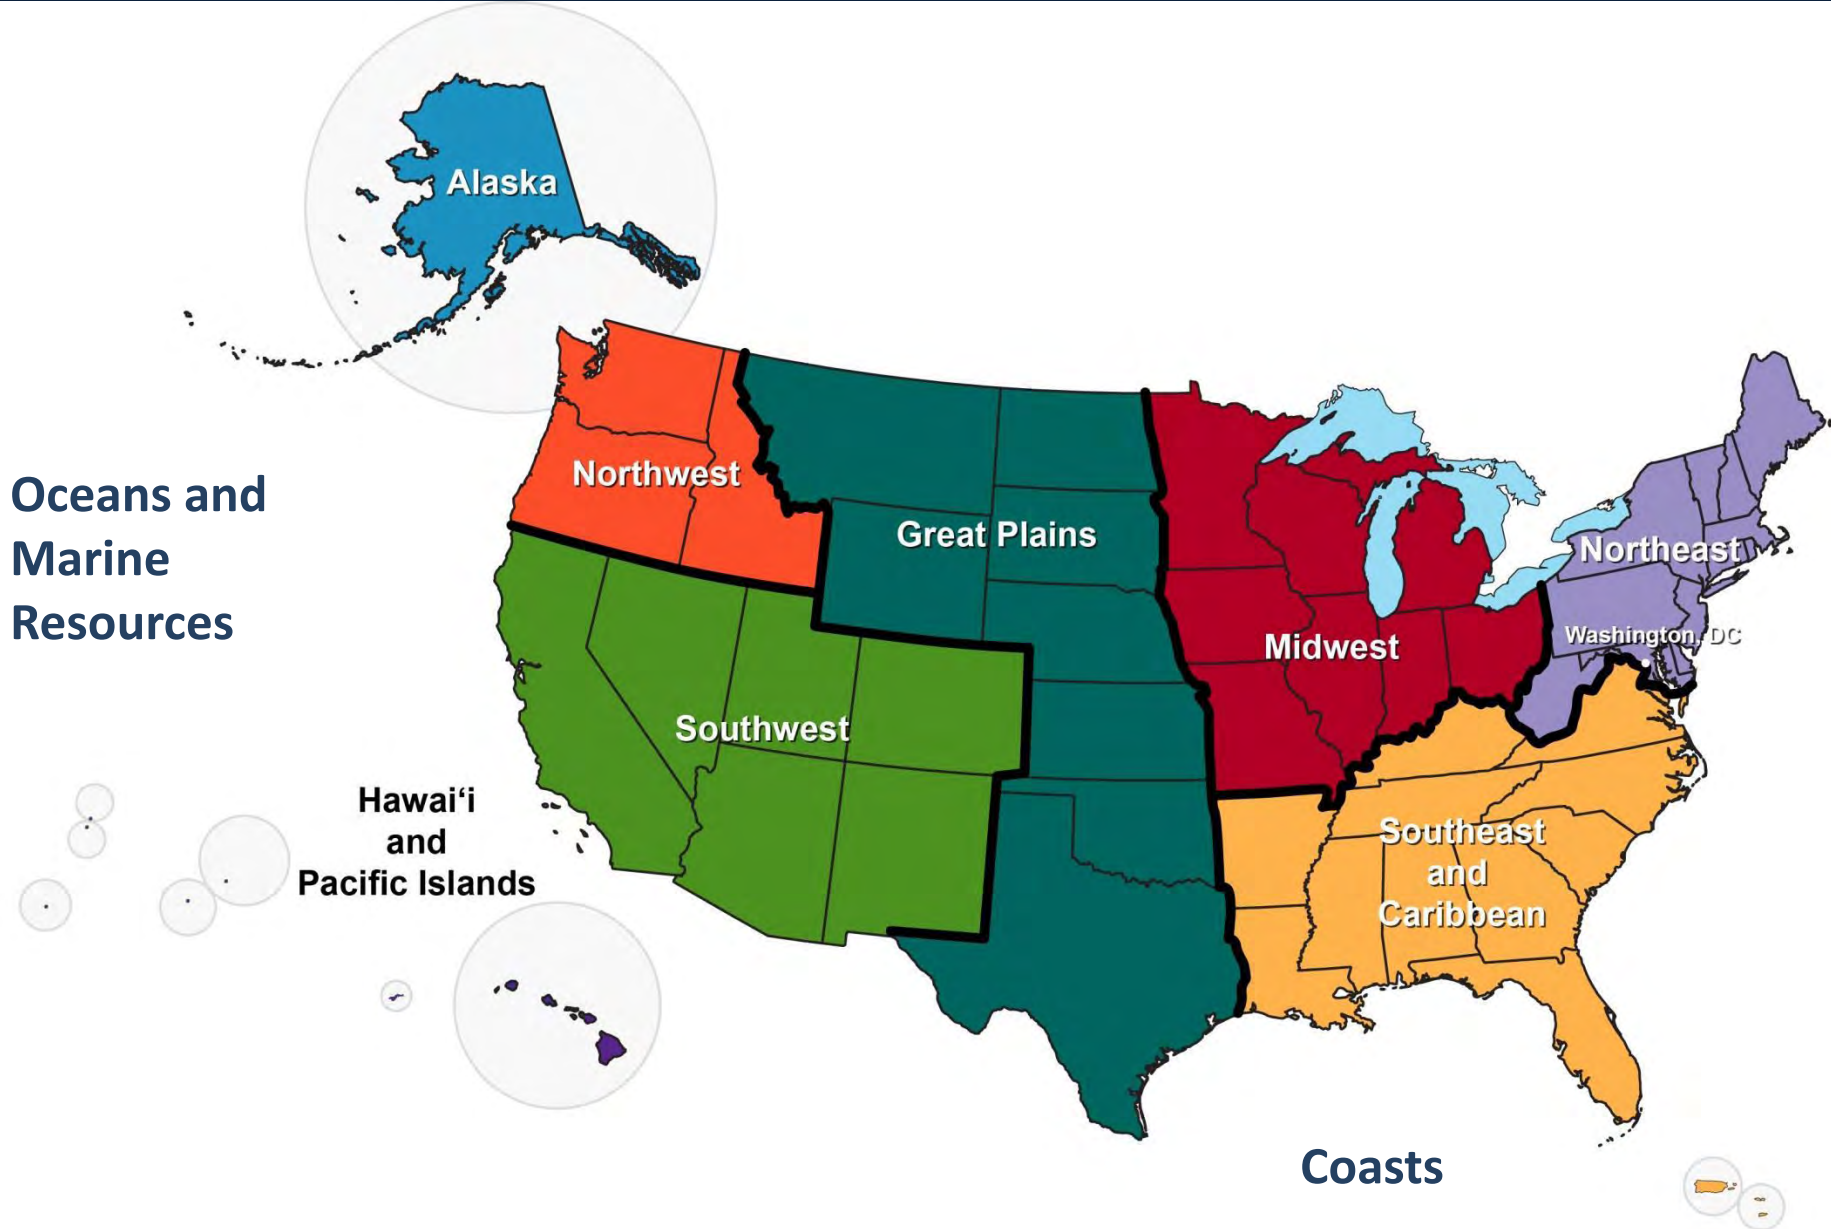 Alaska
Northwest
Great Plains
Oceans and
Marine
Resources
Northeast
Washington, DC
Midwest
Southwest
Hawai‘i
and
Pacific Islands
Southeast
and
Caribbean
Coasts